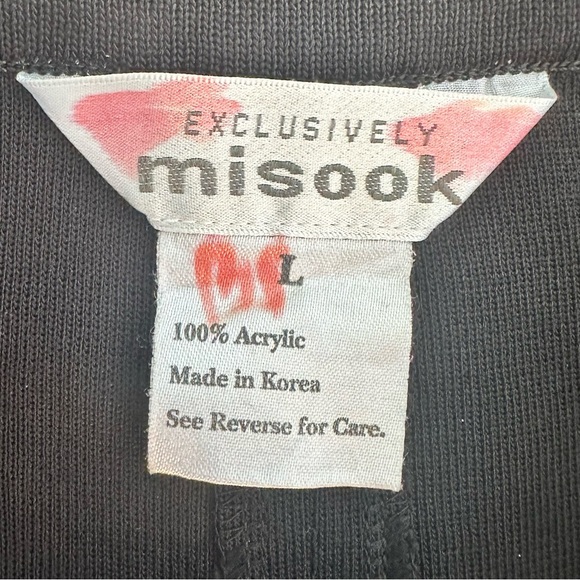 EXCLUSIVELY
misook
L
100% Acrylic
Made in Korea
See Reverse for Care.